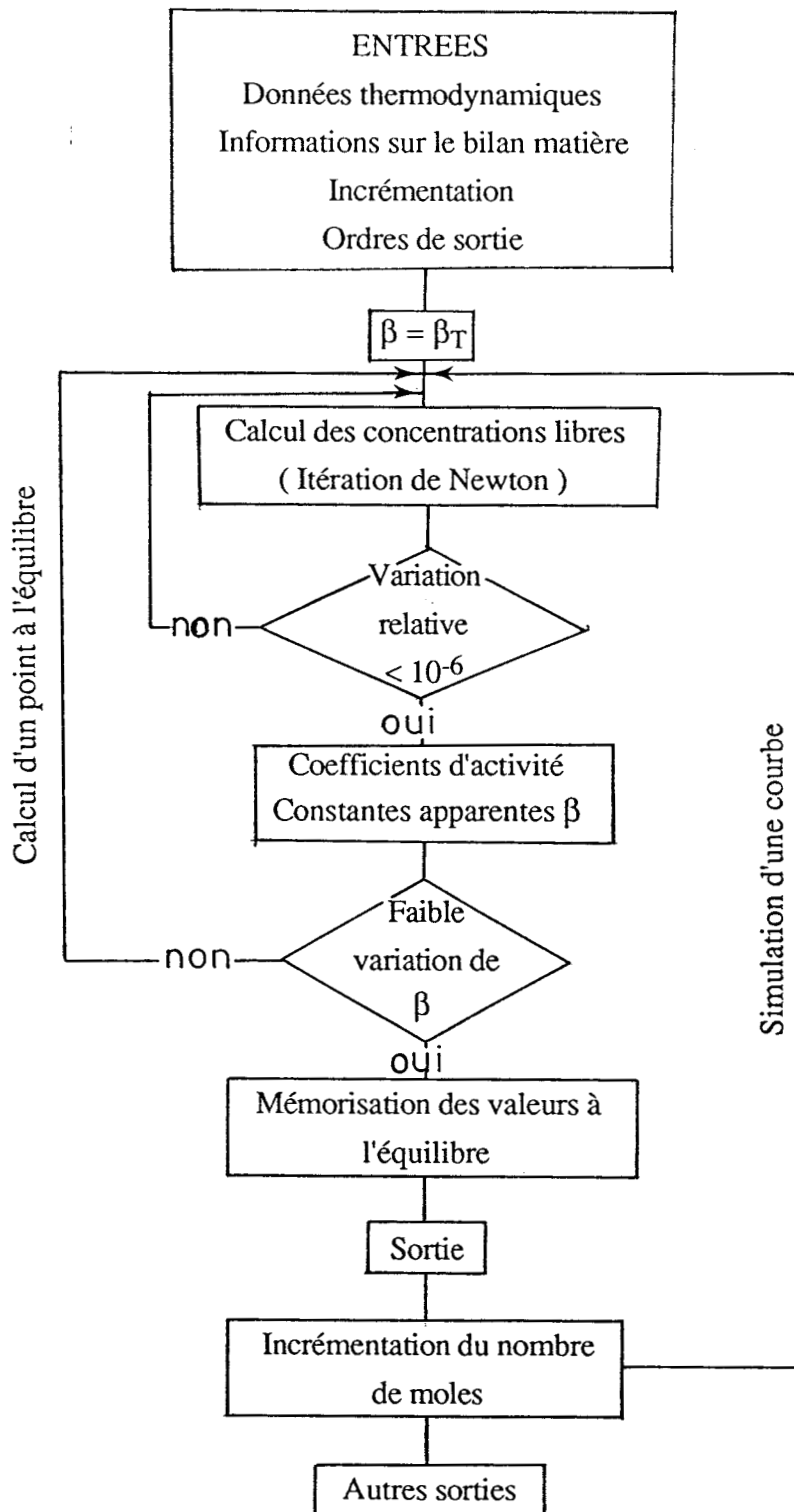 ENTREES
Données thermodynamiques
Informations sur le bilan matière
Incrémentation
Ordres de sortie
β = βT
Calcul des concentrations libres
( Itération de Newton )
Variation
relative
< 10-6
non
oui
Coefficients d'activité
Constantes apparentes β
Faible
variation de
β
non
oui
Mémorisation des valeurs à
l'équilibre
Sortie
Incrémentation du nombre
de moles
Autres sorties
Calcul d'un point à l'équilibre
Simulation d'une courbe